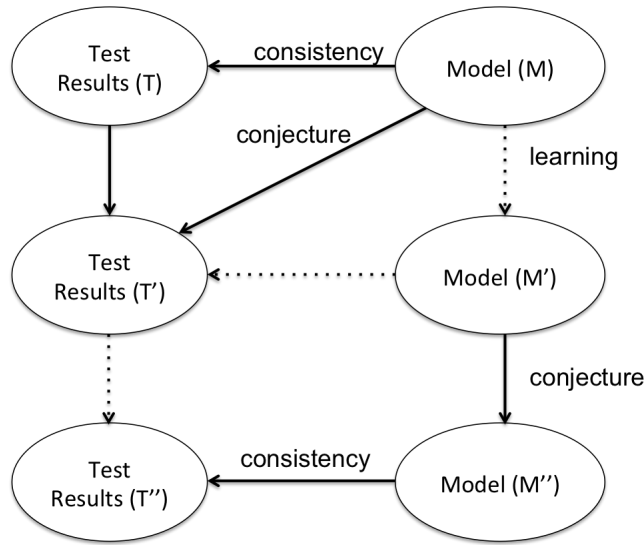 Test
Results (T)
consistency
Model (M)
conjecture
learning
Test
Results (T')
Model (M')
conjecture
Test
Results (T'')
consistency
Model (M'')